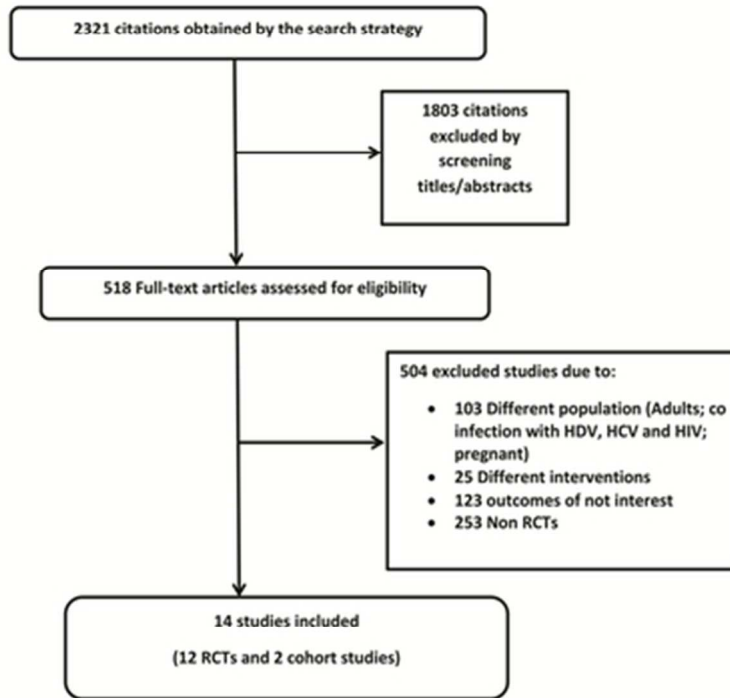 2321 citations obtained by the search strategy
1803 citations
excluded by
screening
titles/abstracts
518 Full-text articles assessed for eligibility
504 excluded studies due to:
• 103 Different population (Adults; co
infection with HDV, HCV and HIV;
pregnant)
• 25 Different interventions
• 123 outcomes of not interest
• 253 Non RCTs
14 studies included
(12 RCTs and 2 cohort studies)